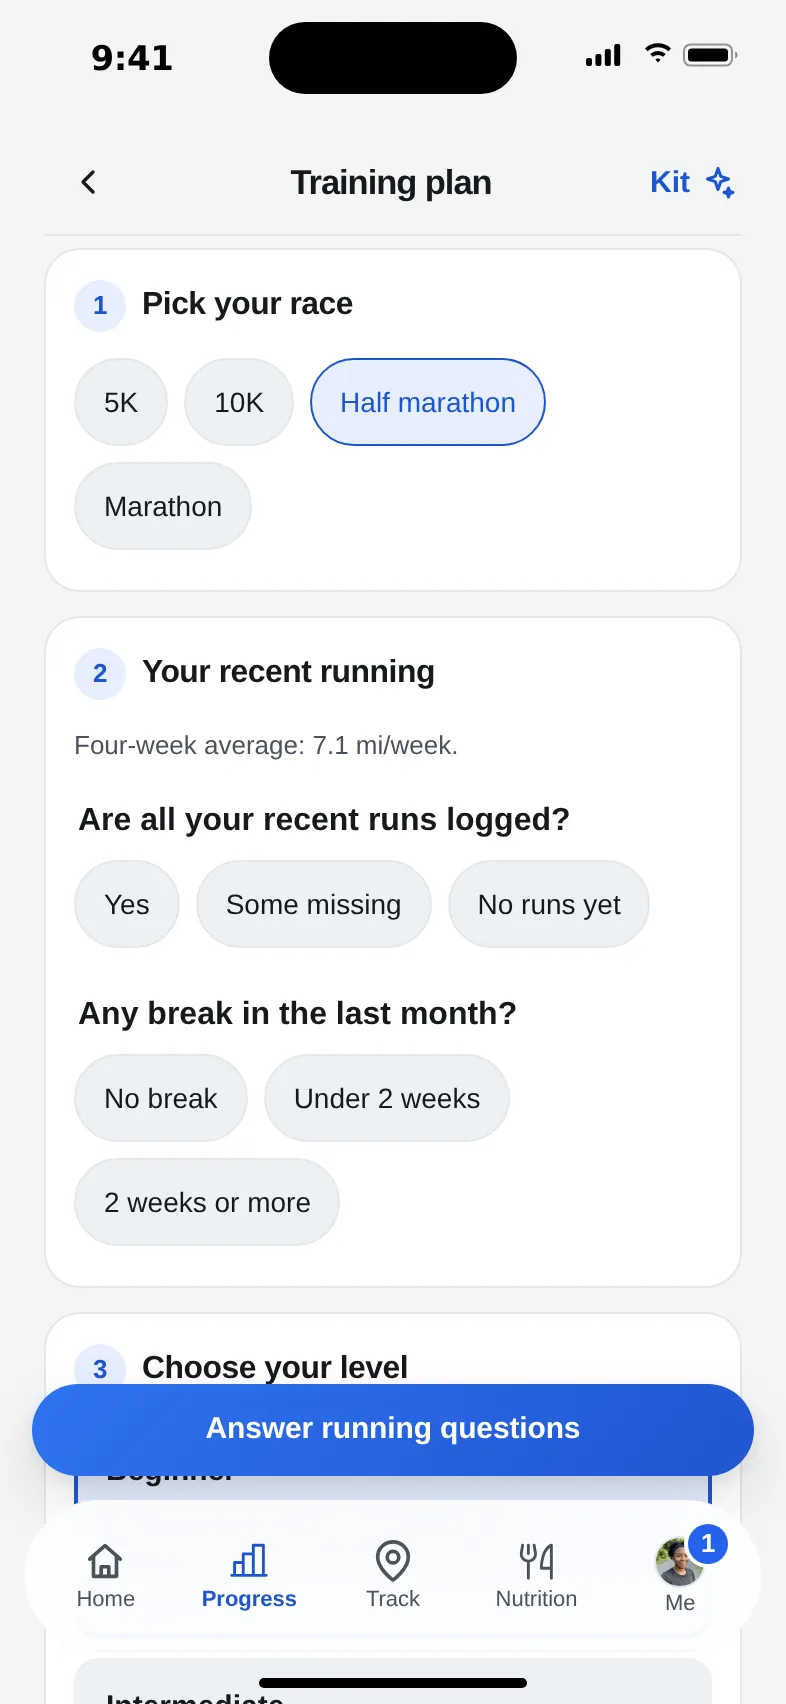 9:41
Training plan
Kit
1 Pick your race
5K 10K Half marathon
Marathon
2 Your recent running
Four-week average: 7.1 mi/week.
Are all your recent runs logged?
Yes Some missing No runs yet
Any break in the last month?
No break Under 2 weeks
2 weeks or more
3 Choose your level
Answer running questions
Beginner
1
Home Progress Track Nutrition Me
Intermediate